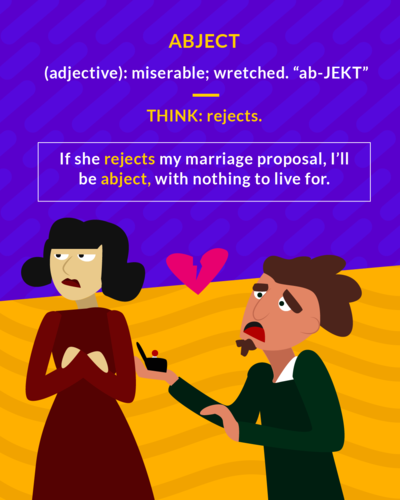 ABJECT
(adjective): miserable; wretched. “ab-JEKT”
THINK: rejects.
If she rejects my marriage proposal, I’ll
be abject, with nothing to live for.